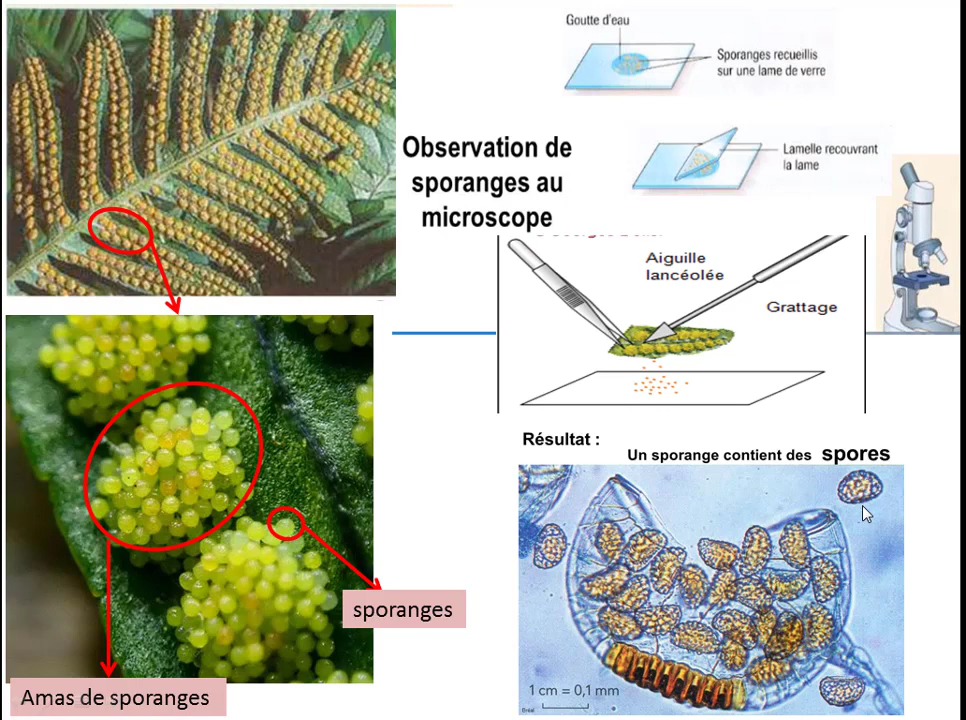 Goutte d'eau
Sporanges recueillis
sur une lame de verre
Observation de
sporanges au
microscope
Lamelle recouvrant
la lame
Aiguille
lancéolée
Grattage
Résultat :
Un sporange contient des spores
sporanges
Amas de sporanges
1 cm = 0,1 mm